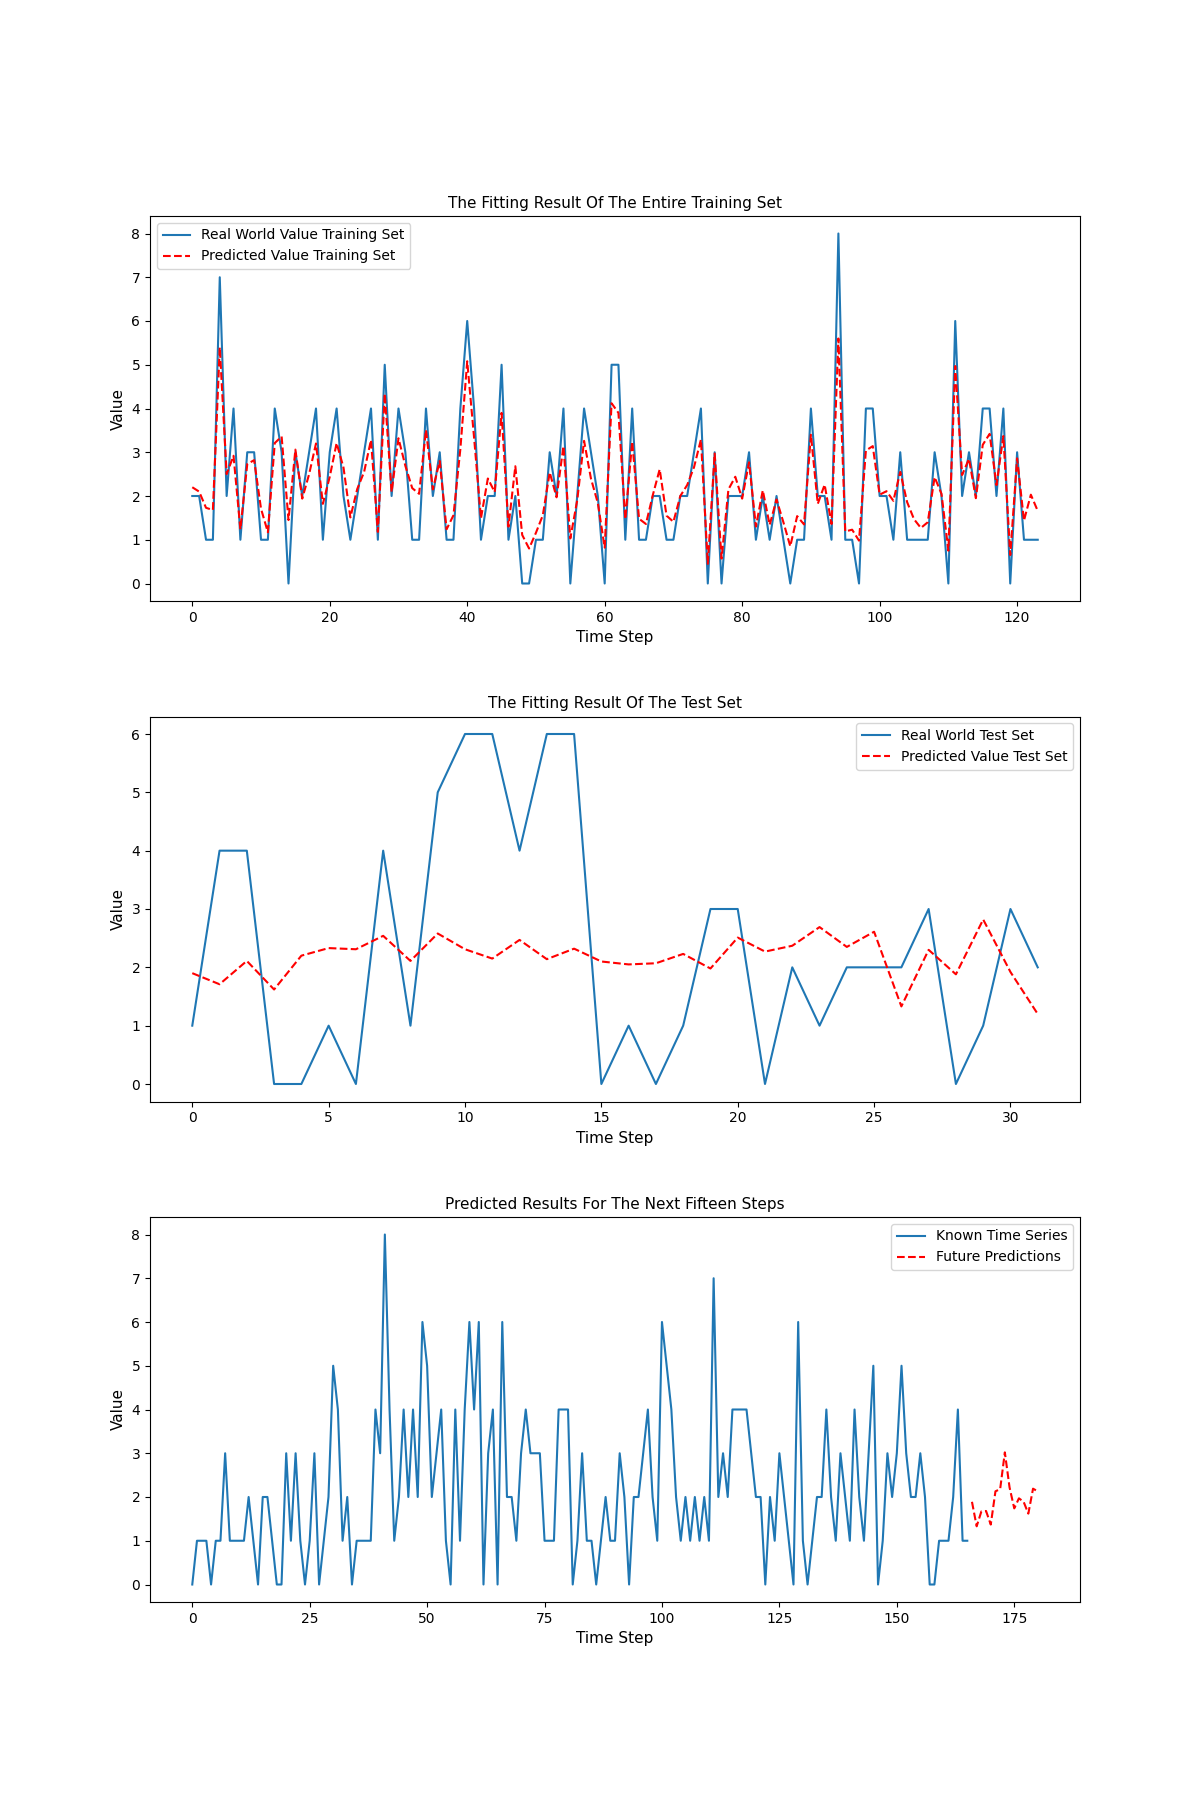 The Fitting Result Of The Entire Training Set
Real World Value Training Set
Predicted Value Training Set
Value
8
7
6
5
4
3
2
1
0
0 20 40 60 80 100 120
Time Step
The Fitting Result Of The Test Set
Real World Test Set
Predicted Value Test Set
Value
6
5
4
3
2
1
0
0 5 10 15 20 25 30
Time Step
Predicted Results For The Next Fifteen Steps
Known Time Series
Future Predictions
Value
8
7
6
5
4
3
2
1
0
0 25 50 75 100 125 150 175
Time Step